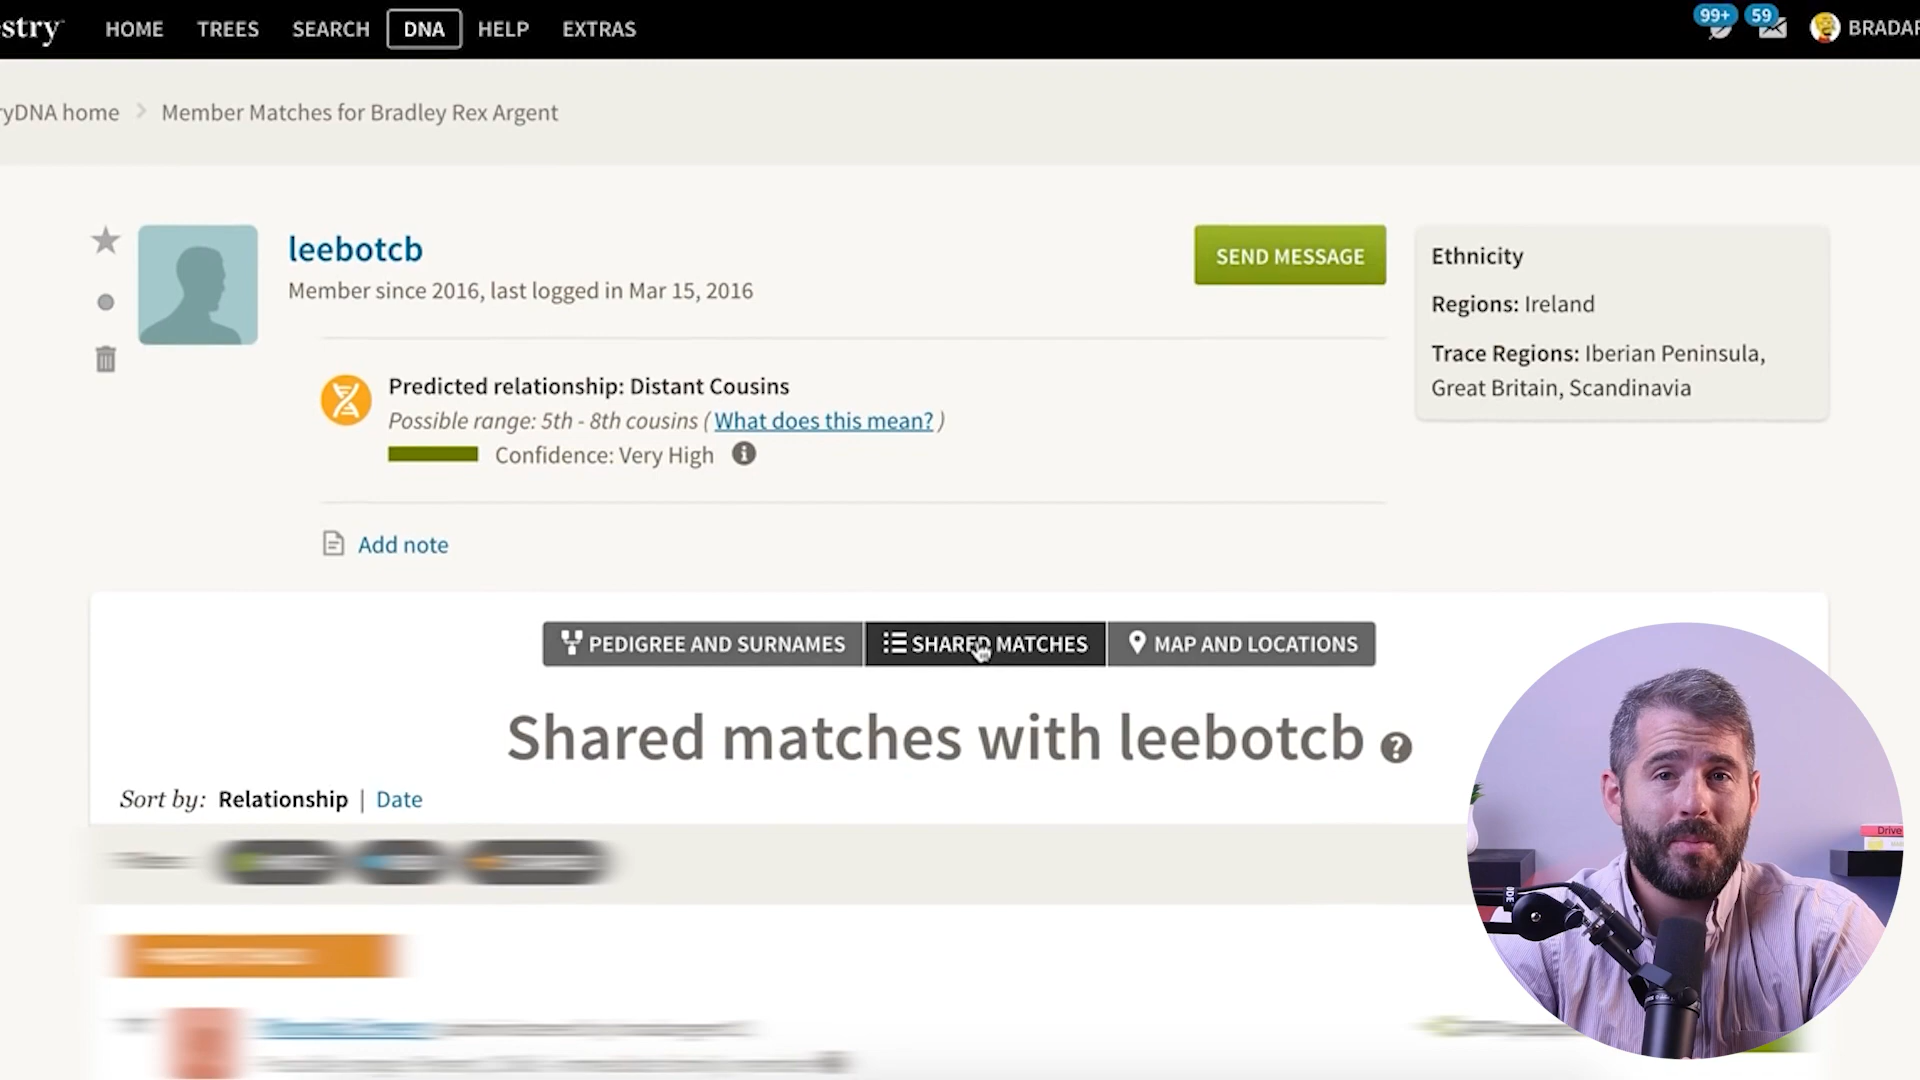 estry
HOME TREES SEARCH DNA HELP EXTRAS
99+ 59
BRADAR
ryDNA home Member Matches for Bradley Rex Argent
leebotcb
Member since 2016, last logged in Mar 15, 2016
SEND MESSAGE
Predicted relationship: Distant Cousins
Possible range: 5th - 8th cousins ( What does this mean? )
Confidence: Very High
Add note
Ethnicity
Regions: Ireland
Trace Regions: Iberian Peninsula,
Great Britain, Scandinavia
PEDIGREE AND SURNAMES SHARED MATCHES MAP AND LOCATIONS
Shared matches with leebotcb ?
Sort by: Relationship | Date
Drive